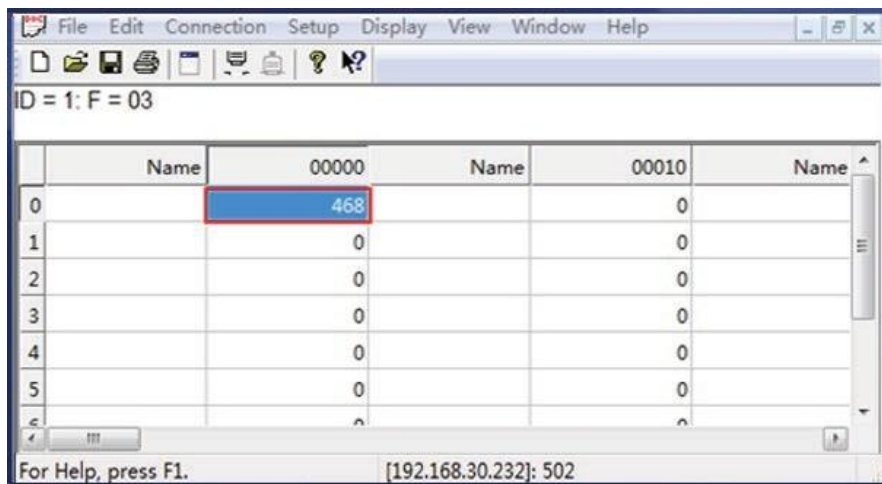 File Edit Connection Setup Display View Window Help
ID = 1: F = 03
Name 00000 Name 00010 Name
0 468 0
1 0 0
2 0 0
3 0 0
4 0 0
5 0 0
For Help, press F1. [192.168.30.232]: 502